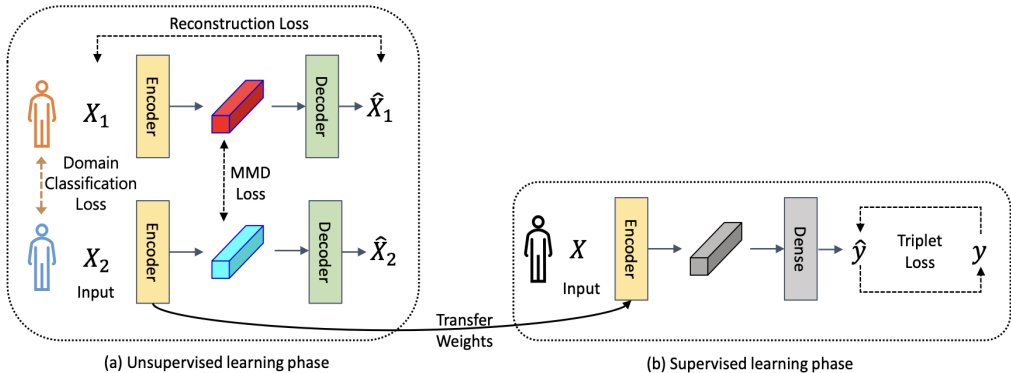 Reconstruction Loss
X₁
Encoder
Decoder
X̂₁
Domain
Classification
Loss
MMD
Loss
X₂
Input
Encoder
Decoder
X̂₂
X
Input
Encoder
Dense
ŷ
Triplet
Loss
y
Transfer
Weights
(a) Unsupervised learning phase
(b) Supervised learning phase